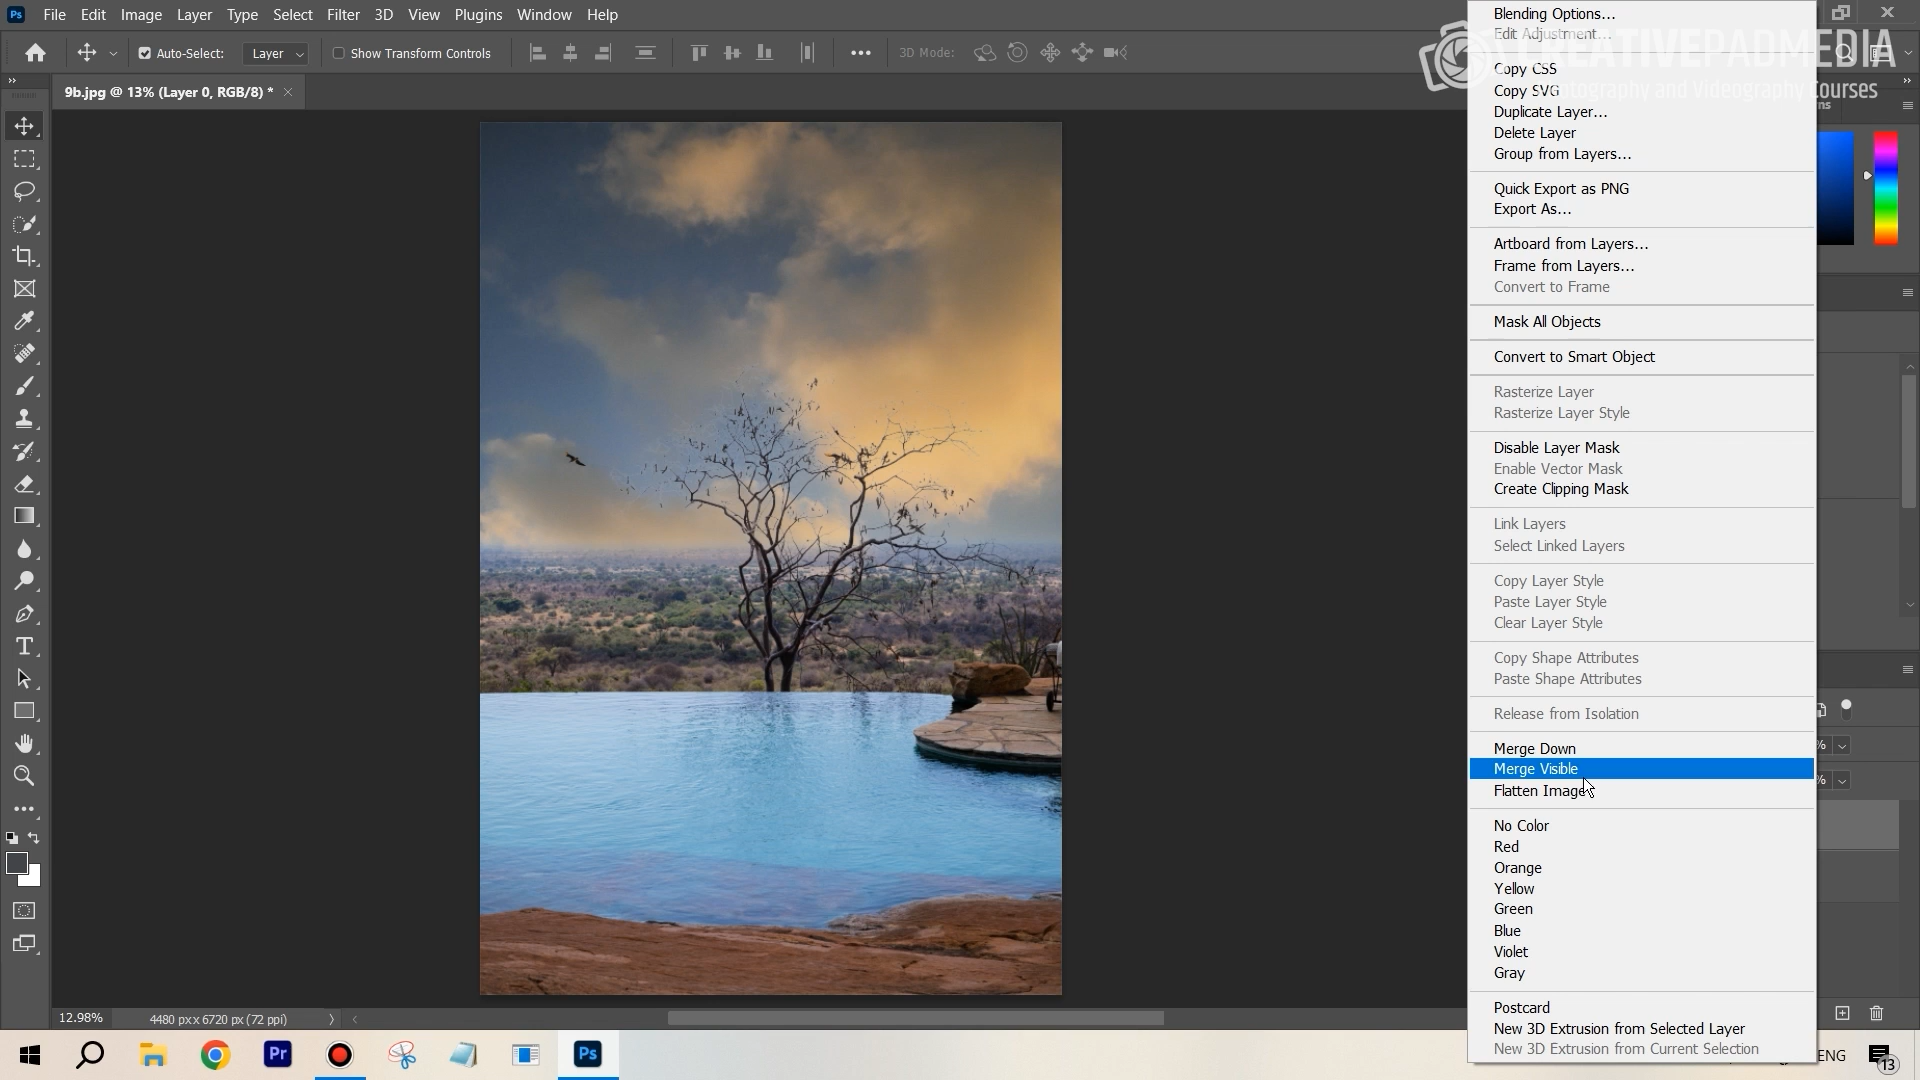 Ps
File
Edit
Image
Layer
Type
Select
Filter
3D
View
Plugins
Window
Help
Auto-Select:
Layer
Show Transform Controls
3D Mode:
9b.jpg @ 13% (Layer 0, RGB/8) *
Blending Options...
Edit Adjustment...
Copy CSS
Copy SVG
Duplicate Layer...
Delete Layer
Group from Layers...
Quick Export as PNG
Export As...
Artboard from Layers...
Frame from Layers...
Convert to Frame
Mask All Objects
Convert to Smart Object
Rasterize Layer
Rasterize Layer Style
Disable Layer Mask
Enable Vector Mask
Create Clipping Mask
Link Layers
Select Linked Layers
Copy Layer Style
Paste Layer Style
Clear Layer Style
Copy Shape Attributes
Paste Shape Attributes
Release from Isolation
Merge Down
Merge Visible
Flatten Image
No Color
Red
Orange
Yellow
Green
Blue
Violet
Gray
Postcard
New 3D Extrusion from Selected Layer
New 3D Extrusion from Current Selection
CREATIVEPADMEDIA
Photography and Videography Courses
%
%
12.98%
4480 px x 6720 px (72 ppi)
Pr
Ps
ENG
13